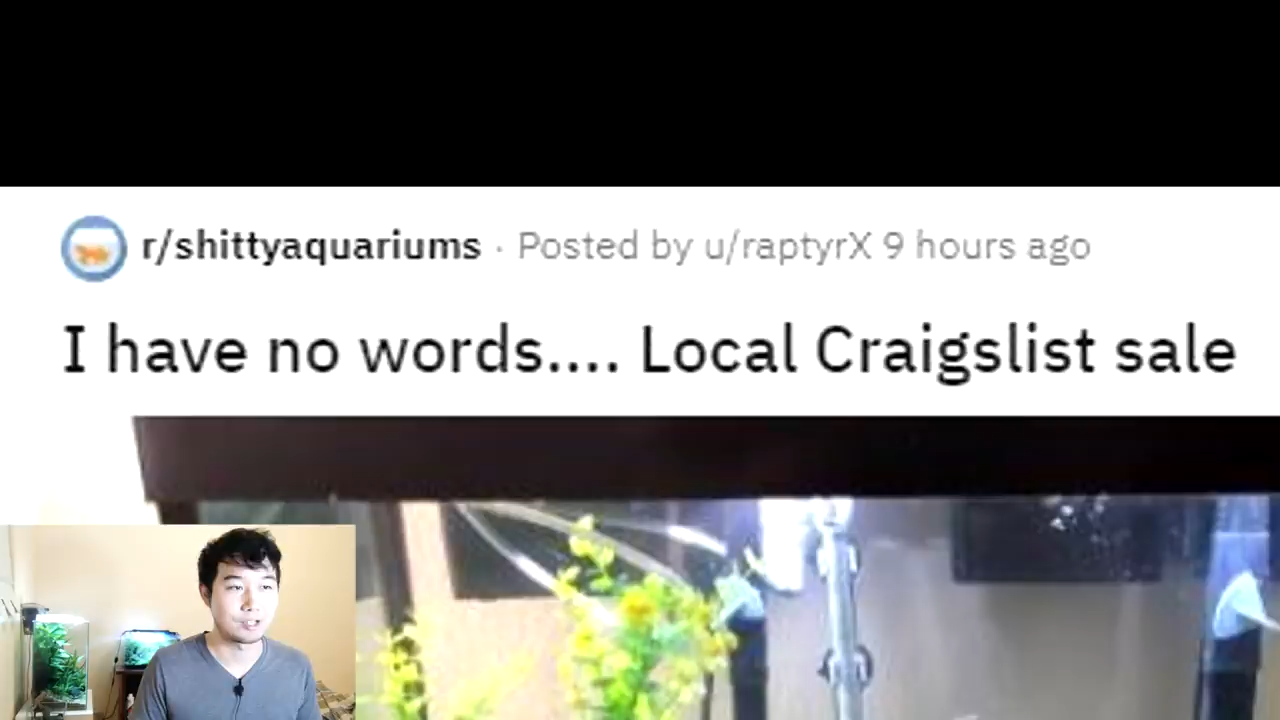 r/shittyaquariums · Posted by u/raptyrX 9 hours ago
I have no words.... Local Craigslist sale